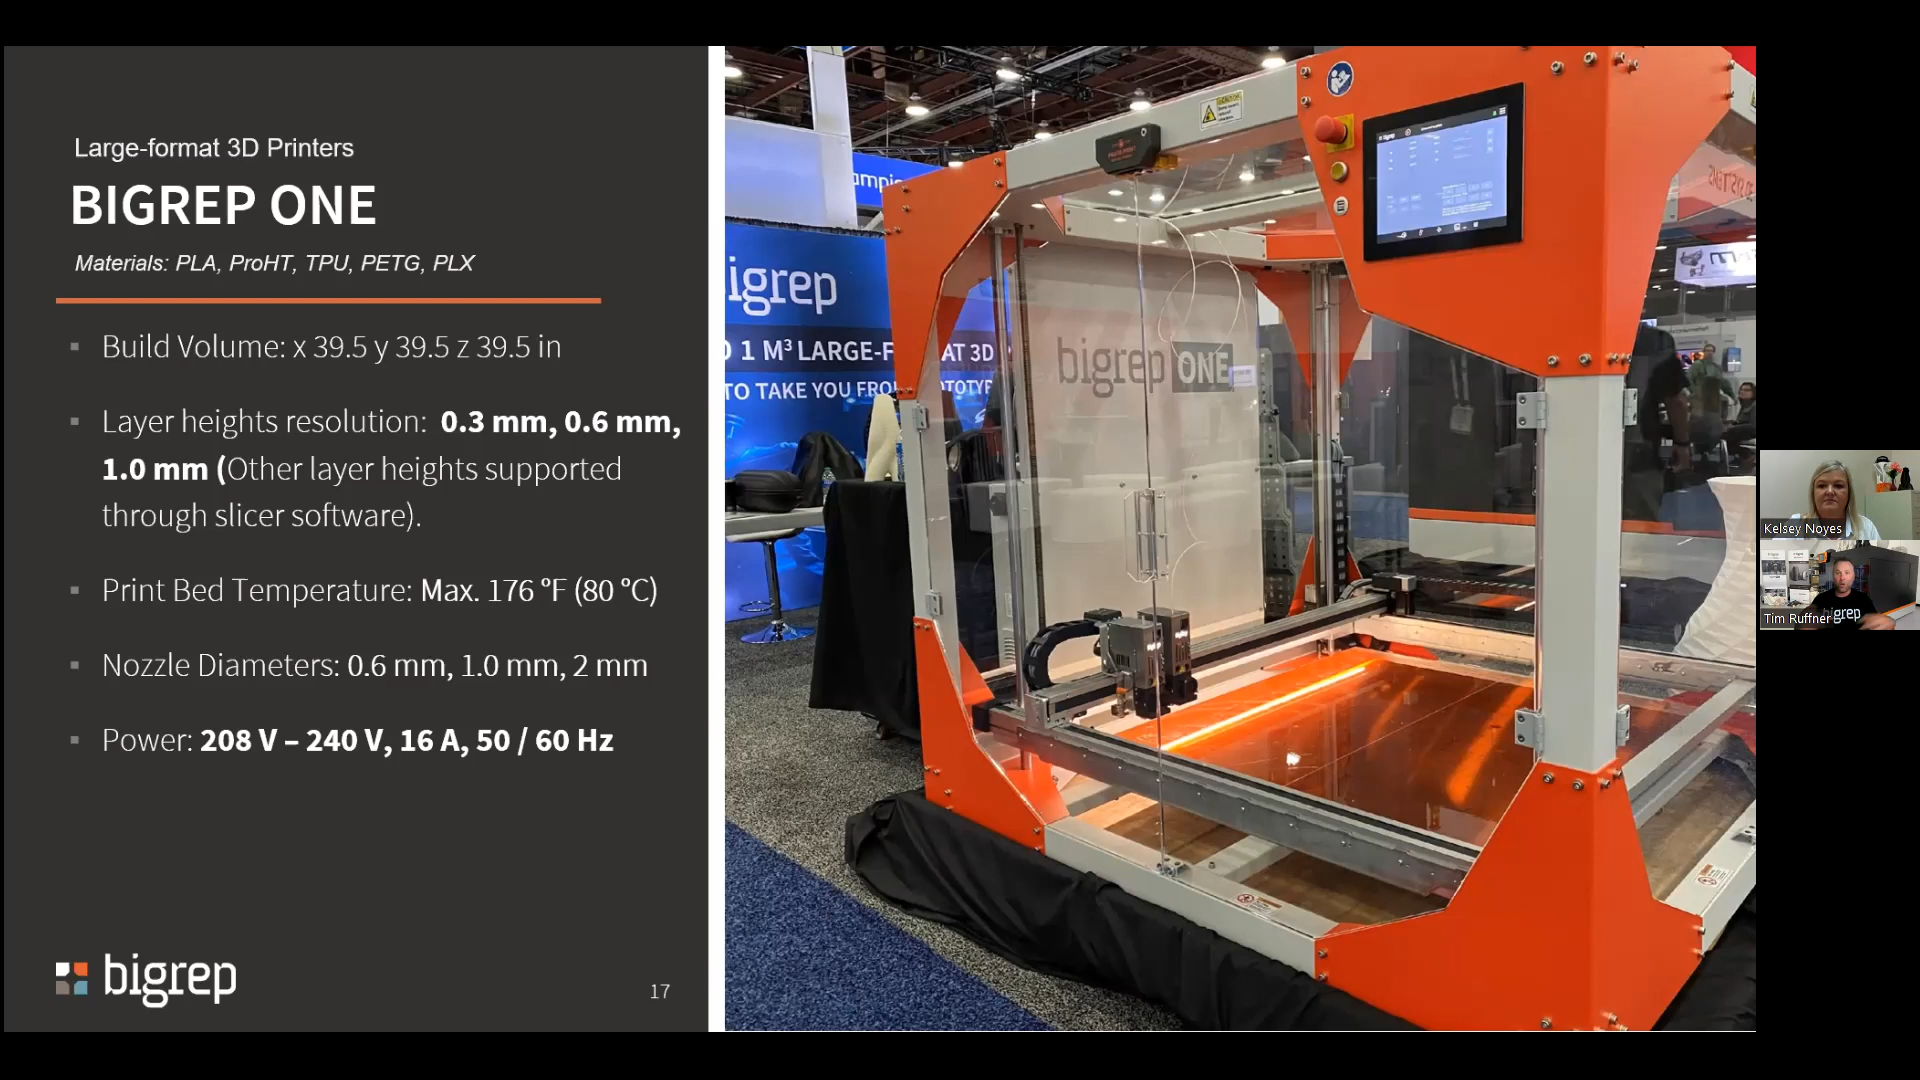 Large-format 3D Printers
BIGREP ONE
Materials: PLA, ProHT, TPU, PETG, PLX
▪ Build Volume: x 39.5 y 39.5 z 39.5 in
▪ Layer heights resolution: 0.3 mm, 0.6 mm,
1.0 mm (Other layer heights supported
through slicer software).
▪ Print Bed Temperature: Max. 176 °F (80 °C)
▪ Nozzle Diameters: 0.6 mm, 1.0 mm, 2 mm
▪ Power: 208 V – 240 V, 16 A, 50 / 60 Hz
bigrep
17
igrep
1 M³ LARGE-F AT 3D
TO TAKE YOU FRO
bigrep ONE
bigrep
Kelsey Noyes
Tim Ruffner
igrep